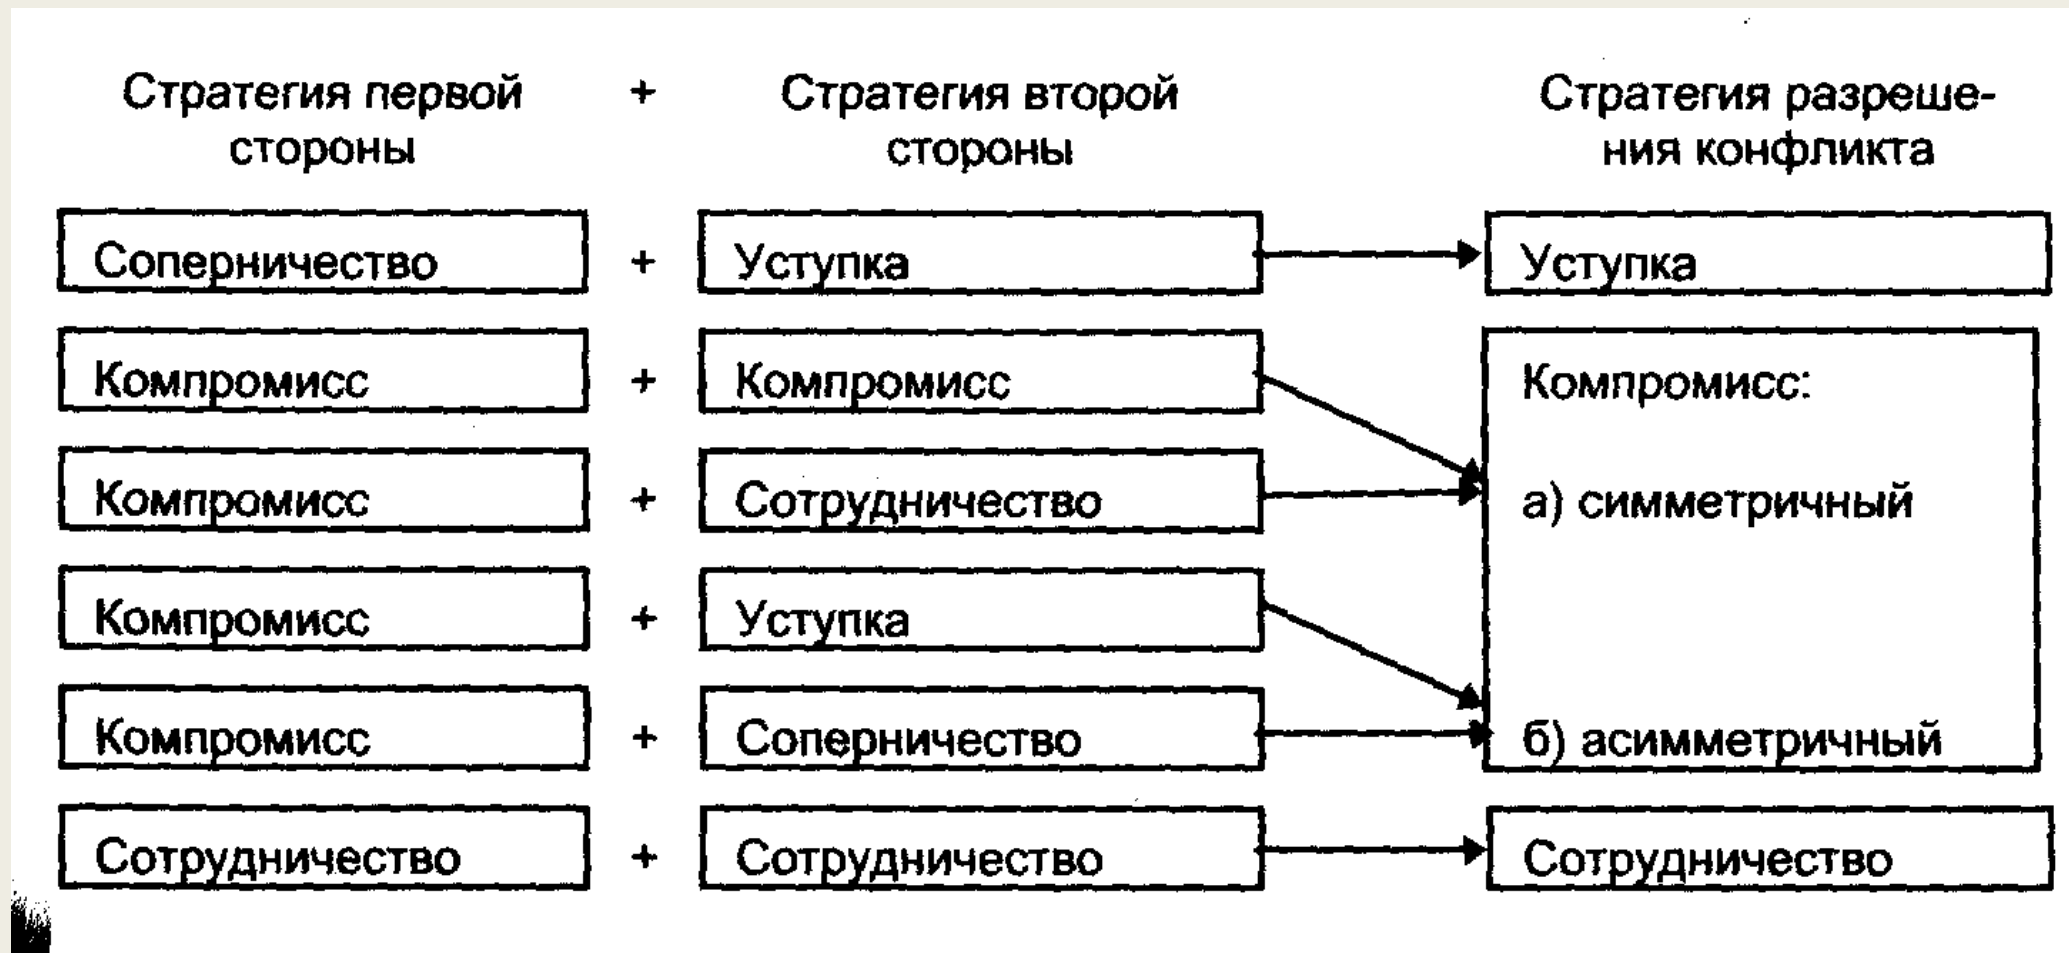 Стратегия первой + Стратегия второй Стратегия разреше-
стороны стороны ния конфликта
Соперничество + Уступка Уступка
Компромисс + Компромисс Компромисс:
Компромисс + Сотрудничество а) симметричный
Компромисс + Уступка
Компромисс + Соперничество б) асимметричный
Сотрудничество + Сотрудничество Сотрудничество